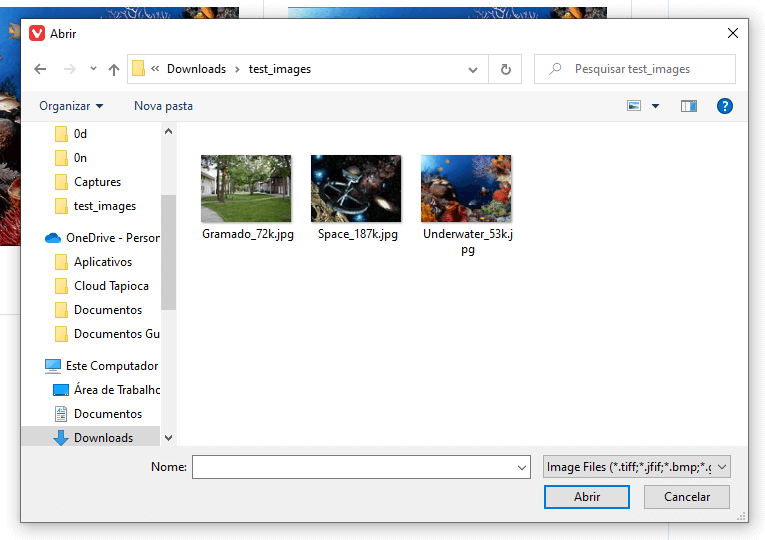 Abrir
Downloads
test_images
Pesquisar test_images
Organizar
Nova pasta
0d
0n
Captures
test_images
OneDrive - Person
Aplicativos
Cloud Tapioca
Documentos
Documentos Gu
Este Computador
Área de Trabalho
Documentos
Downloads
Gramado_72k.jpg
Space_187k.jpg
Underwater_53k.j
pg
Nome:
Image Files (*.tiff;*.jfif;*.bmp;*.g
Abrir
Cancelar